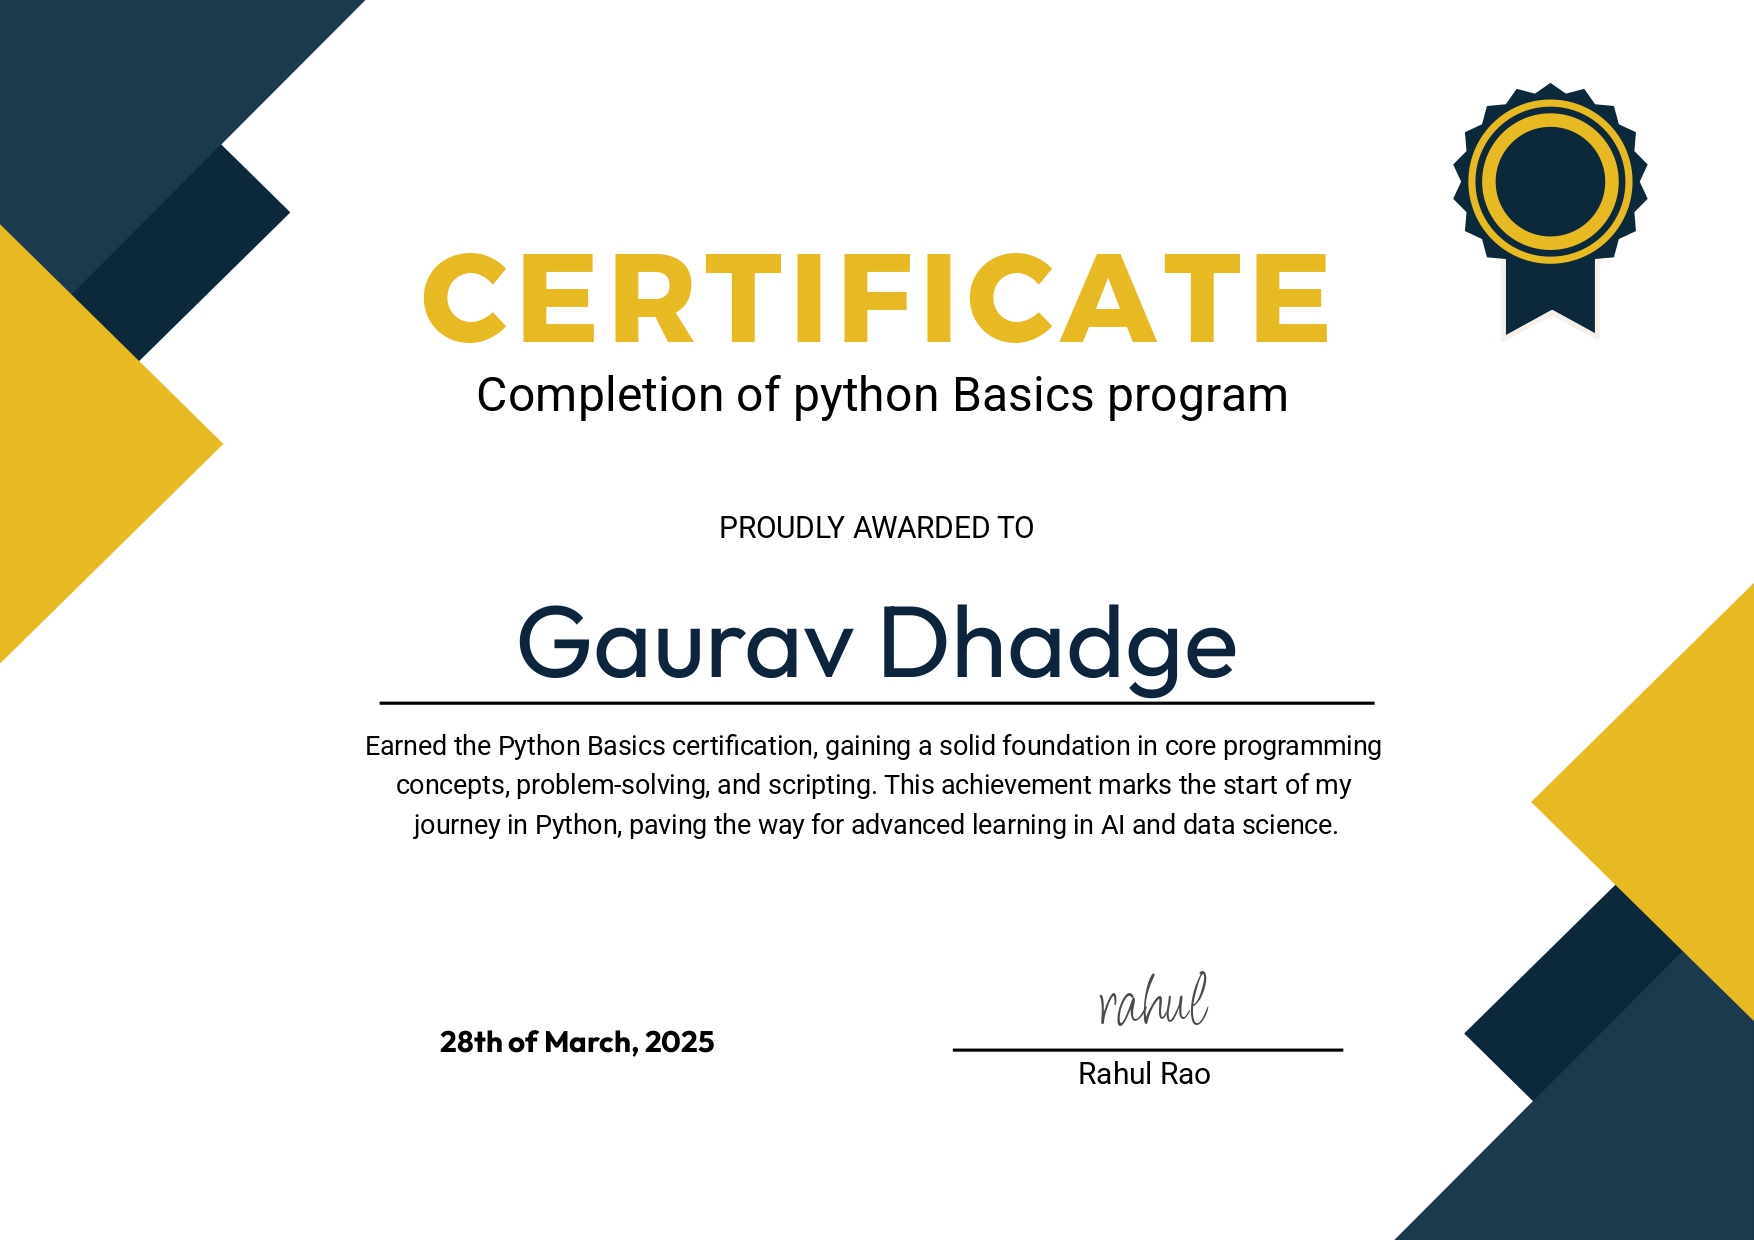 CERTIFICATE
Completion of python Basics program
PROUDLY AWARDED TO
Gaurav Dhadge
Earned the Python Basics certification, gaining a solid foundation in core programming
concepts, problem-solving, and scripting. This achievement marks the start of my
journey in Python, paving the way for advanced learning in AI and data science.
rahul
28th of March, 2025
Rahul Rao